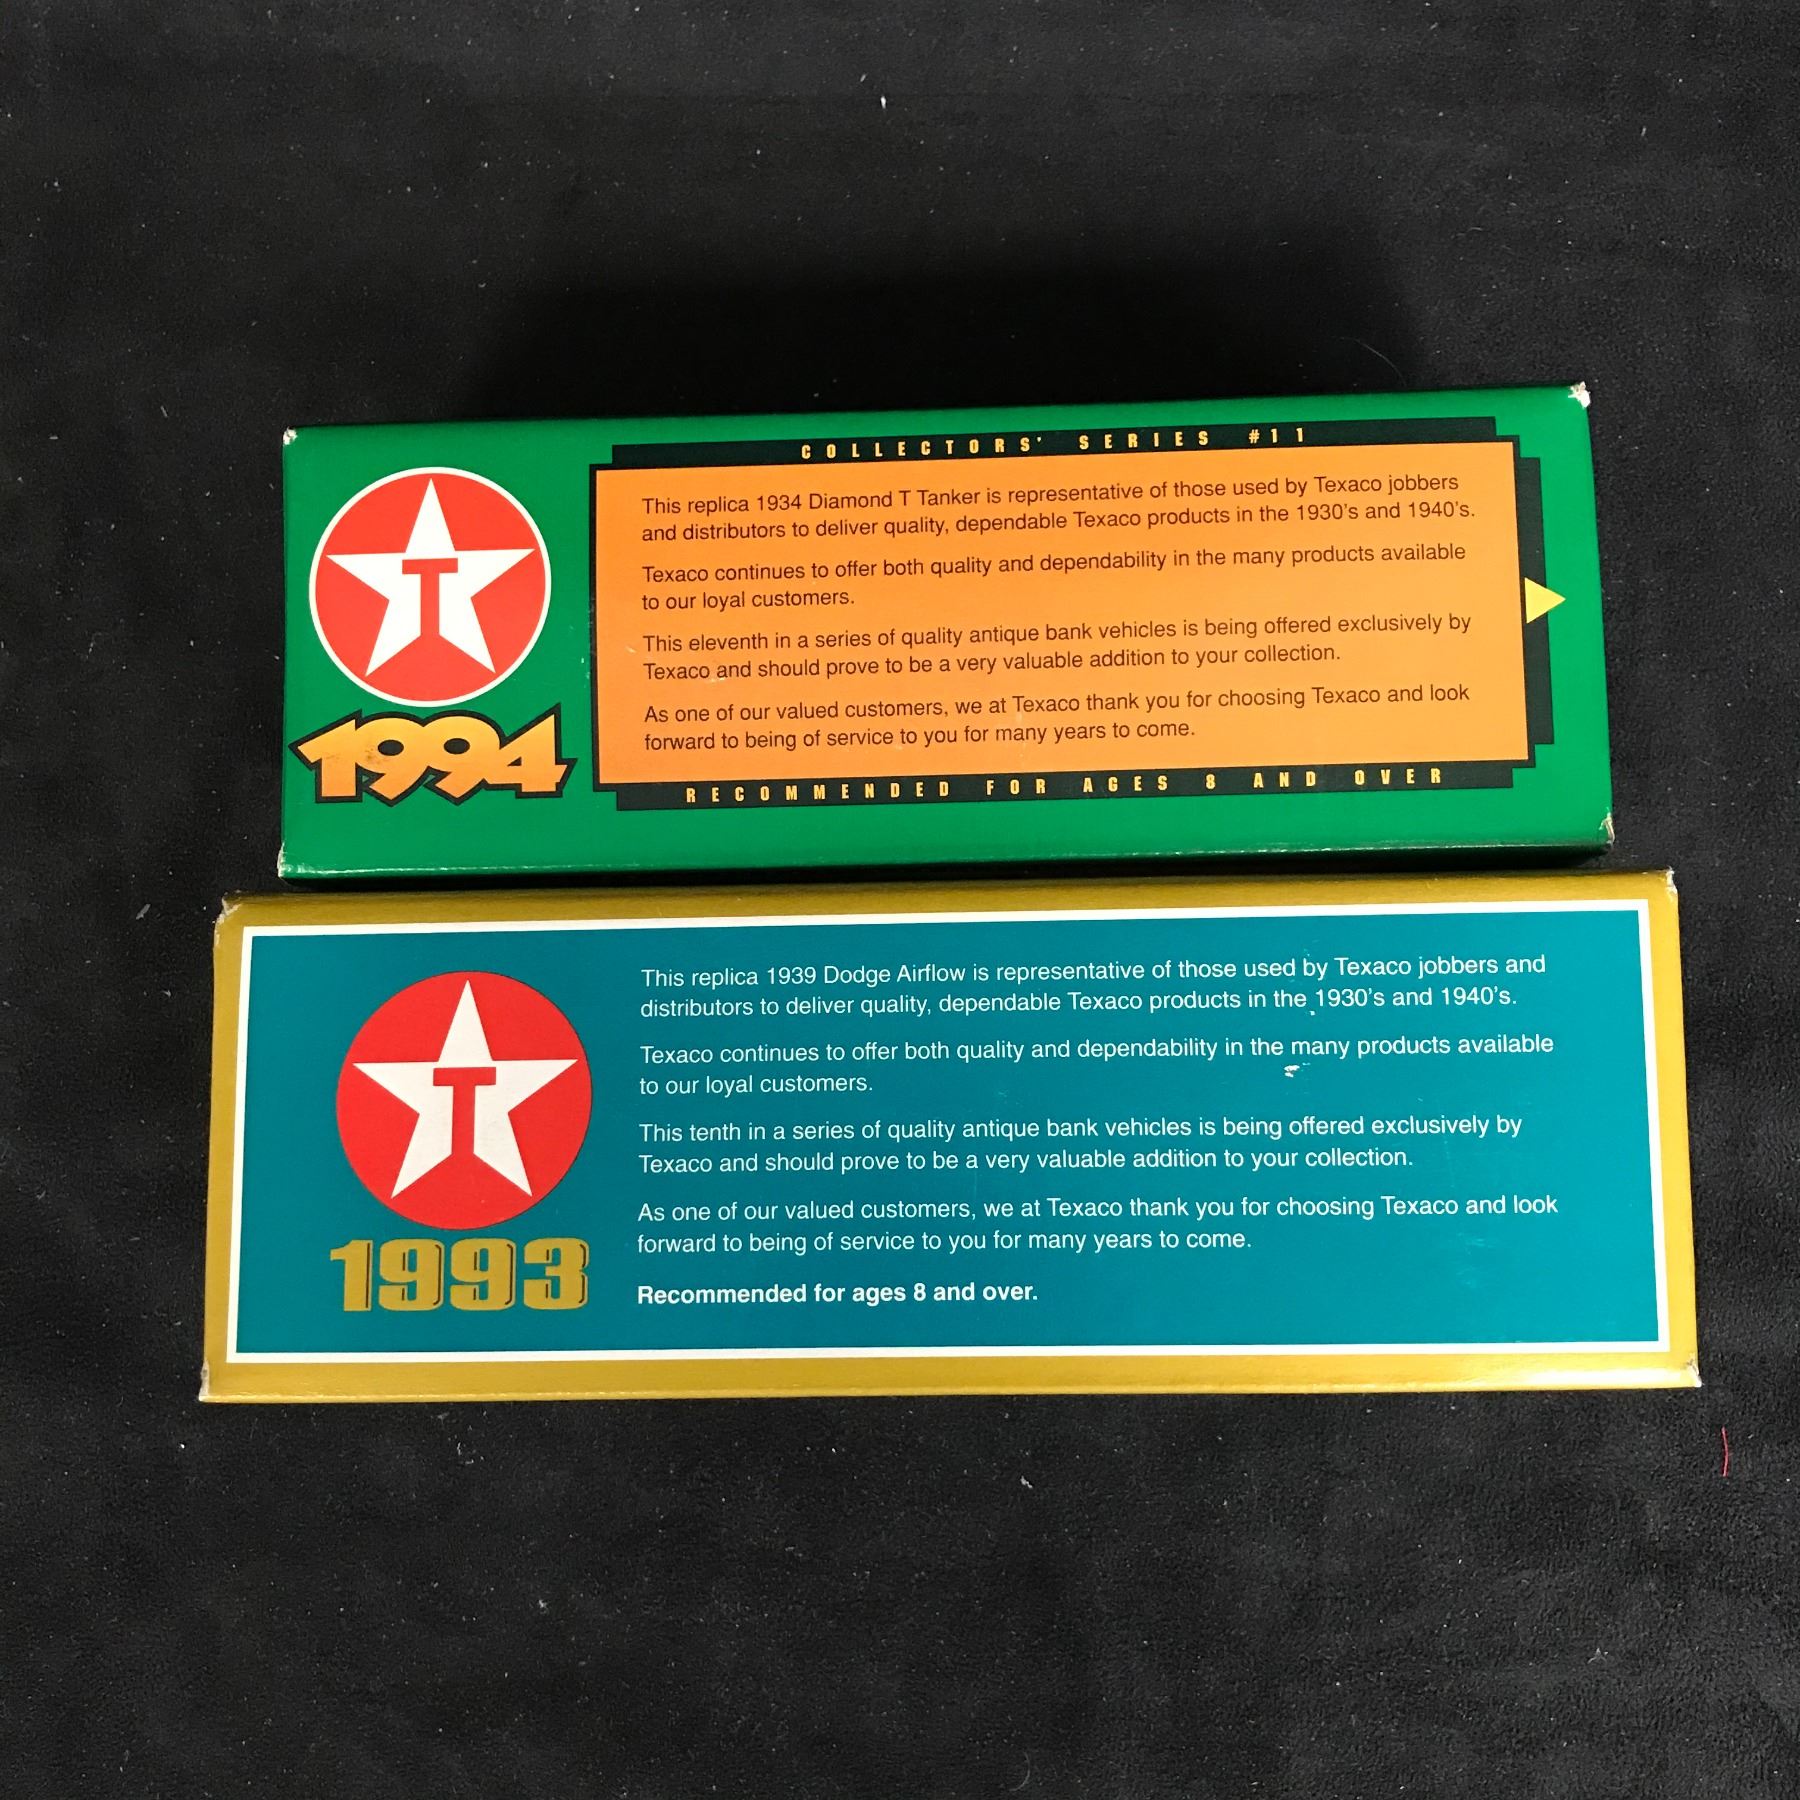 COLLECTORS' SERIES #11
This replica 1934 Diamond T Tanker is representative of those used by Texaco jobbers
and distributors to deliver quality, dependable Texaco products in the 1930's and 1940's.
Texaco continues to offer both quality and dependability in the many products available
to our loyal customers.
This eleventh in a series of quality antique bank vehicles is being offered exclusively by
Texaco and should prove to be a very valuable addition to your collection.
As one of our valued customers, we at Texaco thank you for choosing Texaco and look
forward to being of service to you for many years to come.
RECOMMENDED FOR AGES 8 AND OVER
T
1994
This replica 1939 Dodge Airflow is representative of those used by Texaco jobbers and
distributors to deliver quality, dependable Texaco products in the 1930's and 1940's.
Texaco continues to offer both quality and dependability in the many products available
to our loyal customers.
This tenth in a series of quality antique bank vehicles is being offered exclusively by
Texaco and should prove to be a very valuable addition to your collection.
As one of our valued customers, we at Texaco thank you for choosing Texaco and look
forward to being of service to you for many years to come.
Recommended for ages 8 and over.
T
1993